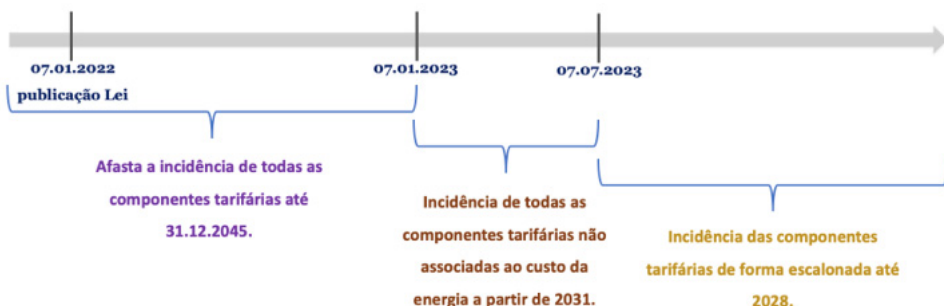 07.01.2022
publicação Lei
07.01.2023
07.07.2023
Afasta a incidência de todas as
componentes tarifárias até
31.12.2045.
Incidência de todas as
componentes tarifárias não
associadas ao custo da
energia a partir de 2031.
Incidência das componentes
tarifárias de forma escalonada até
2028.